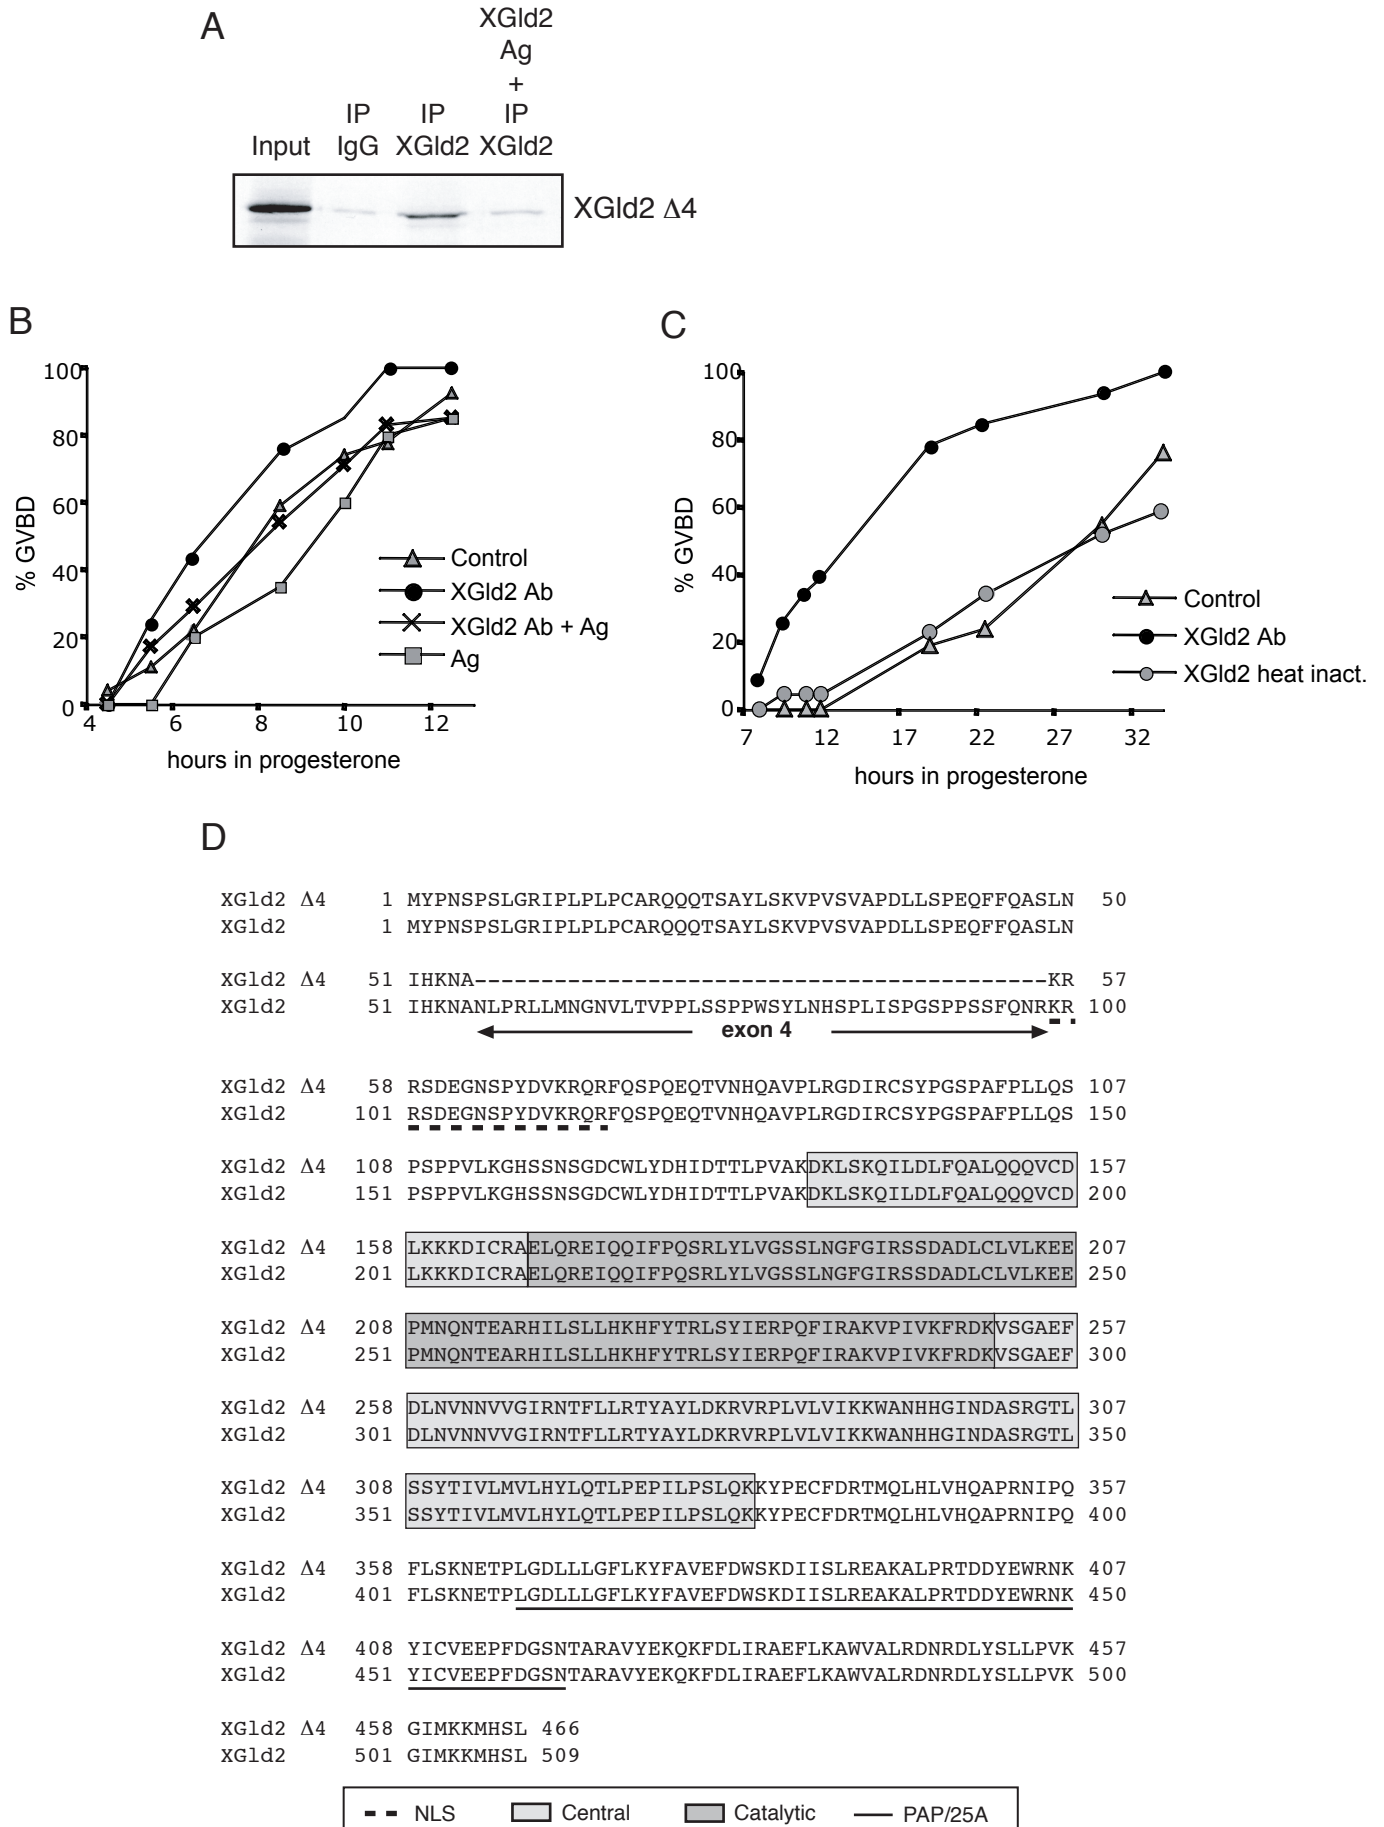 A
XGld2
Ag
+
IP IP IP
Input IgG XGld2 XGld2
XGld2 Δ4
B
100
80
60
40
20
0
% GVBD
4 6 8 10 12
hours in progesterone
Control
XGld2 Ab
XGld2 Ab + Ag
Ag
C
100
80
60
40
20
0
% GVBD
7 12 17 22 27 32
hours in progesterone
Control
XGld2 Ab
XGld2 heat inact.
D
XGld2 Δ4 1 MYPNSPSLGRIPLPLPCARQQQTSAYLSKVPVSVAPDLLSPEQFFQASLN 50
XGld2 1 MYPNSPSLGRIPLPLPCARQQQTSAYLSKVPVSVAPDLLSPEQFFQASLN
XGld2 Δ4 51 IHKNA-------------------------------------------KR 57
XGld2 51 IHKNANLPRLLMNGNVLTVPPLSSPPWSYLNHSPLISPGSPPSSFQNRKR 100
exon 4
XGld2 Δ4 58 RSDEGNSPYDVKRQRFQSPQEQTVNHQAVPLRGDIRCSYPGSPAFPLLQS 107
XGld2 101 RSDEGNSPYDVKRQRFQSPQEQTVNHQAVPLRGDIRCSYPGSPAFPLLQS 150
XGld2 Δ4 108 PSPPVLKGHSSNSGDCWLYDHIDTTLPVAKDKLSKQILDLFQALQQQVCD 157
XGld2 151 PSPPVLKGHSSNSGDCWLYDHIDTTLPVAKDKLSKQILDLFQALQQQVCD 200
XGld2 Δ4 158 LKKKDICRAELQREIQQIFPQSRLYLVGSSLNGFGIRSSDADLCLVLKEE 207
XGld2 201 LKKKDICRAELQREIQQIFPQSRLYLVGSSLNGFGIRSSDADLCLVLKEE 250
XGld2 Δ4 208 PMNQNTEARHILSLLHKHFYTRLSYIERPQFIRAKVPIVKFRDKVSGAEF 257
XGld2 251 PMNQNTEARHILSLLHKHFYTRLSYIERPQFIRAKVPIVKFRDKVSGAEF 300
XGld2 Δ4 258 DLNVNNVVGIRNTFLLRTYAYLDKRVRPLVLVIKKWANHHGINDASRGTL 307
XGld2 301 DLNVNNVVGIRNTFLLRTYAYLDKRVRPLVLVIKKWANHHGINDASRGTL 350
XGld2 Δ4 308 SSYTIVLMVLHYLQTLPEPILPSLQKKYPECFDRTMQLHLVHQAPRNIPQ 357
XGld2 351 SSYTIVLMVLHYLQTLPEPILPSLQKKYPECFDRTMQLHLVHQAPRNIPQ 400
XGld2 Δ4 358 FLSKNETPLGDLLLGFLKYFAVEFDWSKDIISLREAKALPRTDDYEWRNK 407
XGld2 401 FLSKNETPLGDLLLGFLKYFAVEFDWSKDIISLREAKALPRTDDYEWRNK 450
XGld2 Δ4 408 YICVEEPFDGSNTARAVYEKQKFDLIRAEFLKAWVALRDNRDLYSLLPVK 457
XGld2 451 YICVEEPFDGSNTARAVYEKQKFDLIRAEFLKAWVALRDNRDLYSLLPVK 500
XGld2 Δ4 458 GIMKKMHSL 466
XGld2 501 GIMKKMHSL 509
NLS Central Catalytic PAP/25A